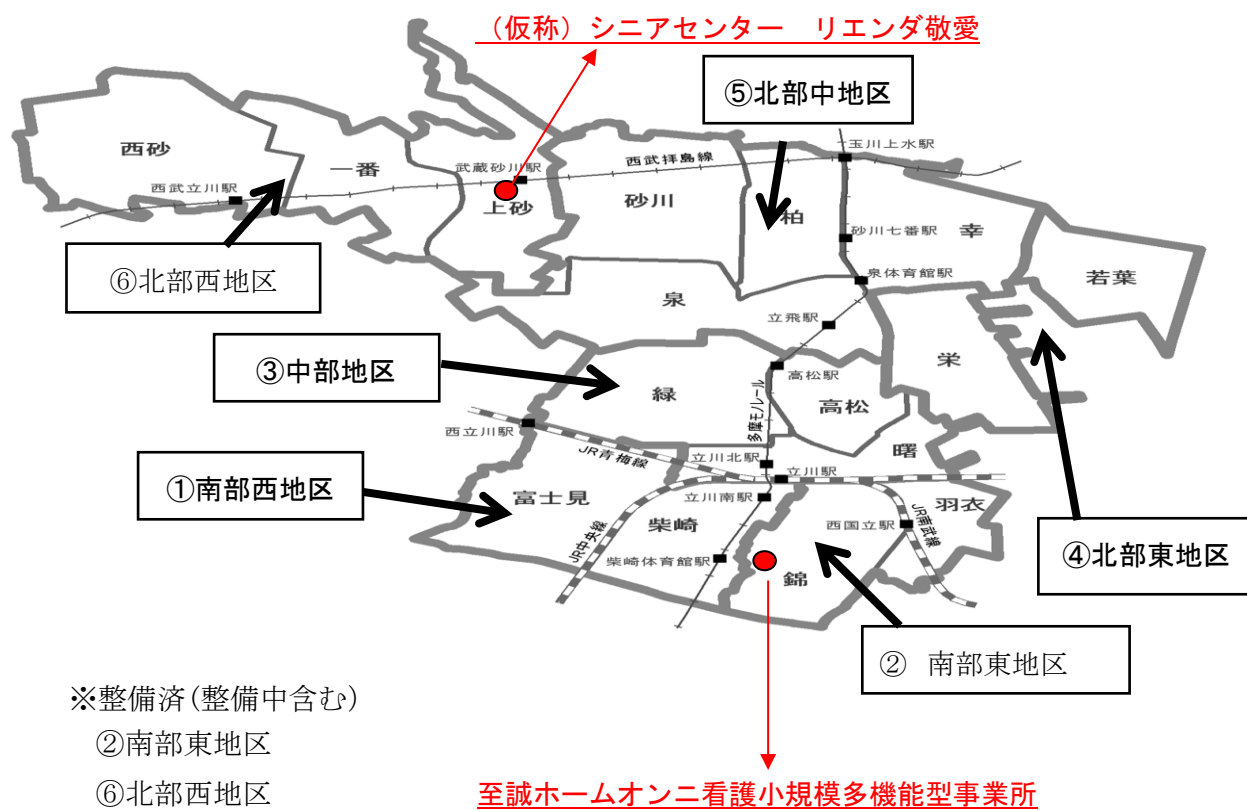 （仮称）シニアセンター　リエンダ敬愛
⑤北部中地区
玉川上水駅
西武拝島線
西砂
一番
武蔵砂川駅
西武立川駅
上砂
砂川
柏
砂川七番駅
幸
⑥北部西地区
泉体育館駅
若葉
泉
立飛駅
③中部地区
栄
高松駅
緑
高松
多摩モノレール
西立川駅
JR青梅線
曙
立川北駅
立川駅
①南部西地区
富士見
立川南駅
羽衣
柴崎
西国立駅
JR南武線
JR中央線
柴崎体育館駅
④北部東地区
錦
②　南部東地区
※整備済(整備中含む)
②南部東地区
⑥北部西地区
至誠ホームオンニ看護小規模多機能型事業所